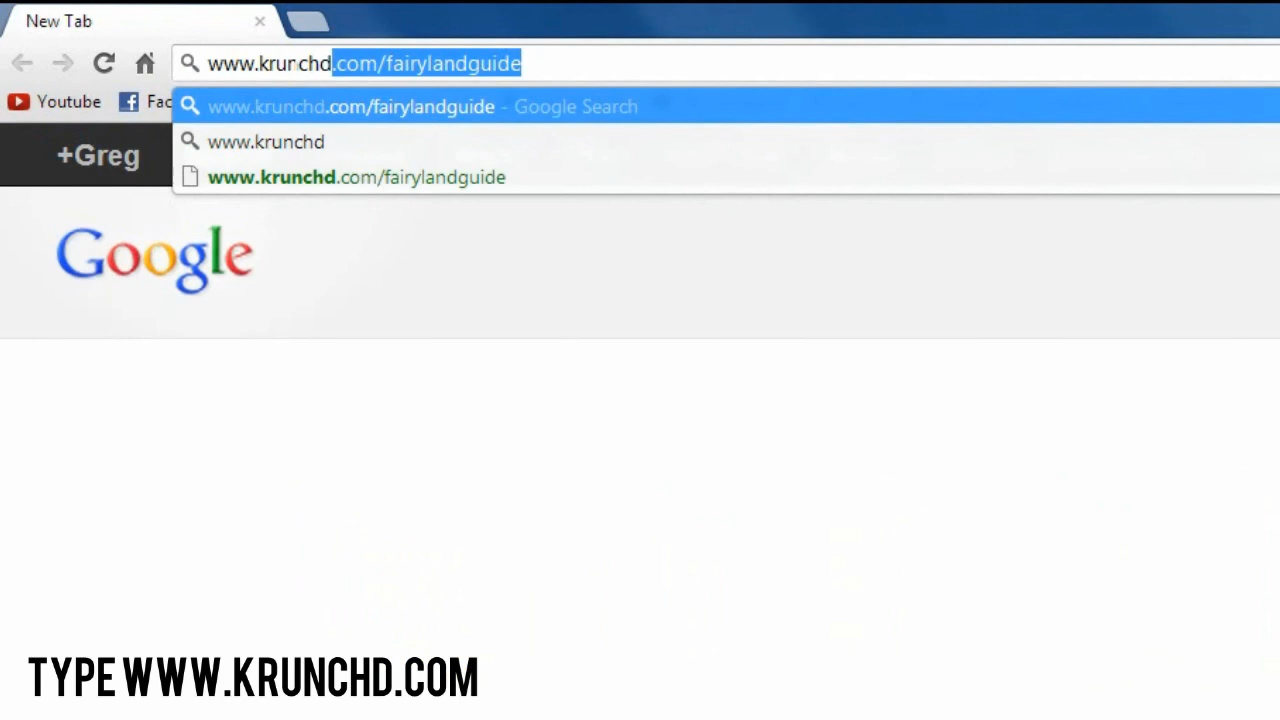 New Tab
www.krunchd.com/fairylandguide
Youtube
Fac
www.krunchd.com/fairylandguide - Google Search
www.krunchd
www.krunchd.com/fairylandguide
+Greg
Google
TYPE WWW.KRUNCHD.COM